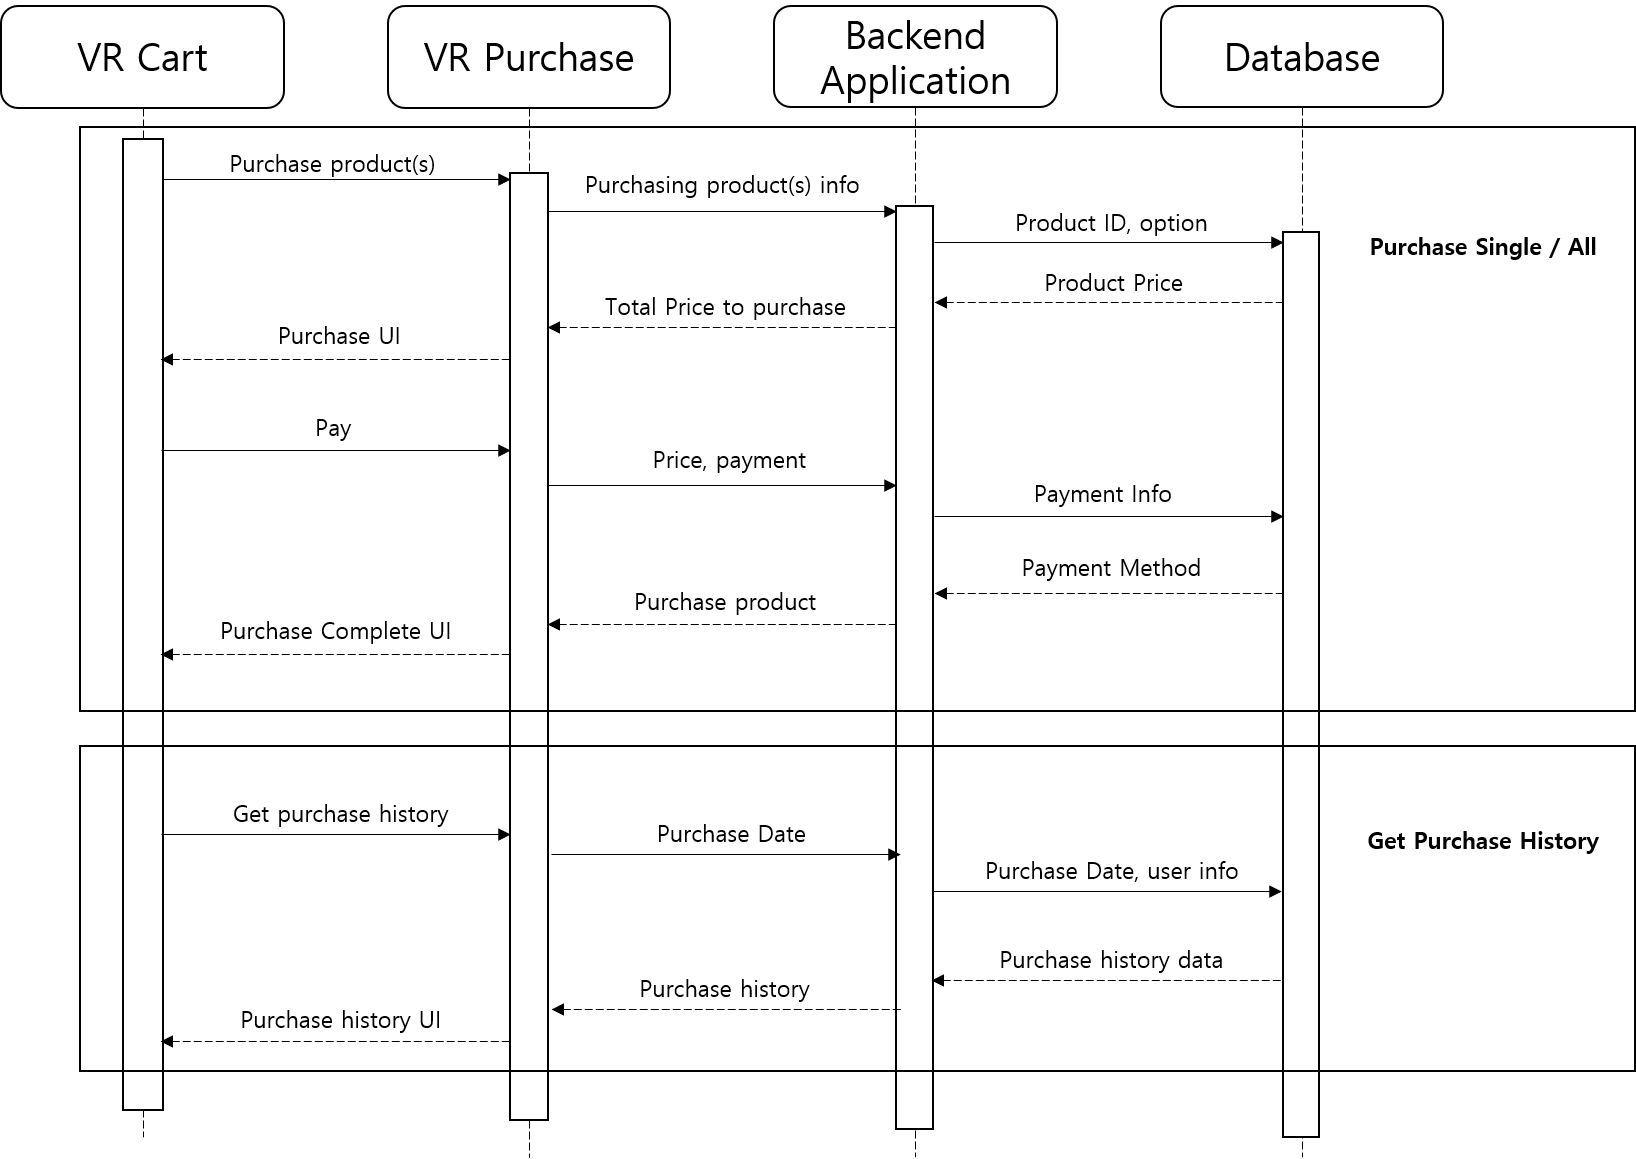 VR Cart
VR Purchase
Backend
Application
Database
Purchase product(s)
Purchasing product(s) info
Product ID, option
Purchase Single / All
Product Price
Total Price to purchase
Purchase UI
Pay
Price, payment
Payment Info
Payment Method
Purchase product
Purchase Complete UI
Get purchase history
Purchase Date
Get Purchase History
Purchase Date, user info
Purchase history data
Purchase history
Purchase history UI